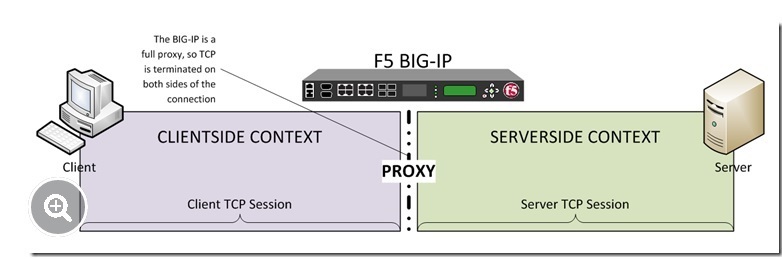 The BIG-IP is a
full proxy, so TCP
is terminated on
both sides of the
connection
F5 BIG-IP
f5
CLIENTSIDE CONTEXT
SERVERSIDE CONTEXT
Client
PROXY
Server
Client TCP Session
Server TCP Session